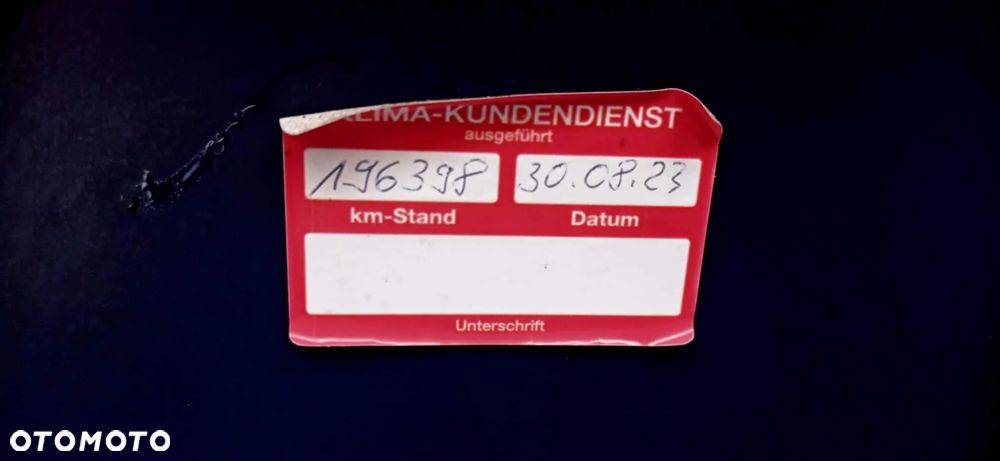 KLIMA-KUNDENDIENST
ausgeführt
196398 30.08.23
km-Stand Datum
Unterschrift
OTOMOTO